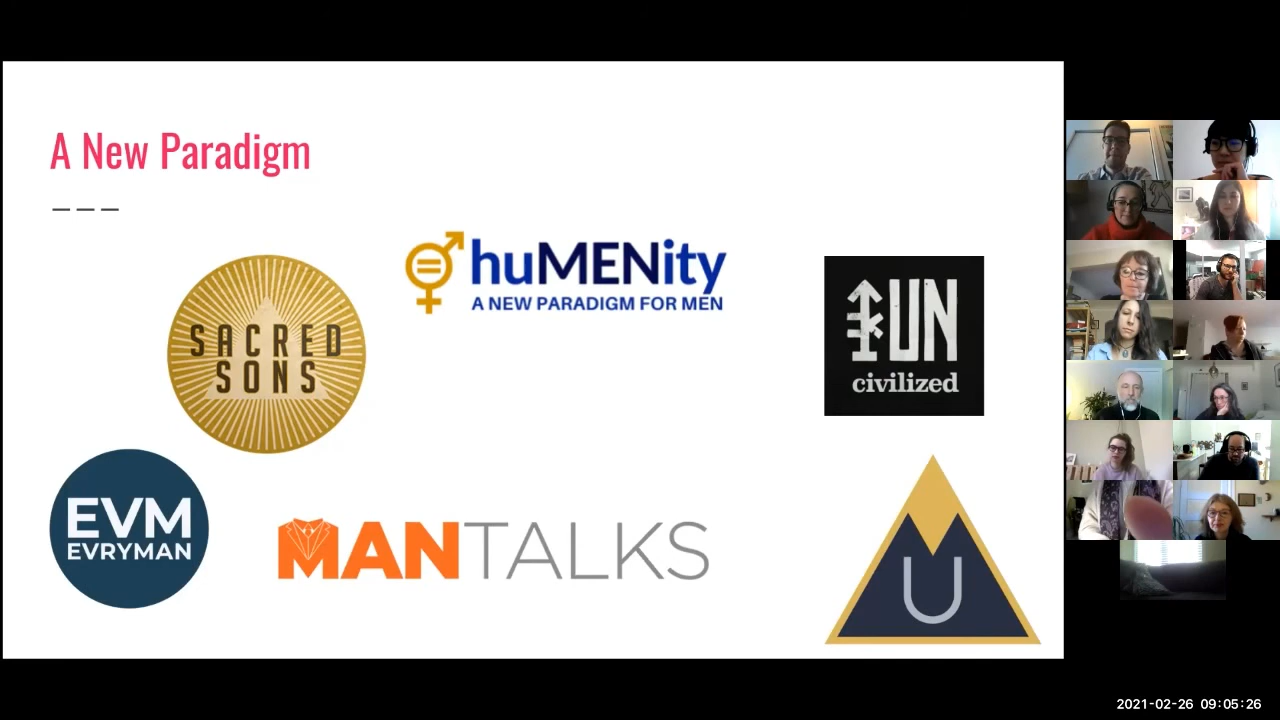 A New Paradigm
huMENity
A NEW PARADIGM FOR MEN
SACRED
SONS
UN
civilized
EVM
EVRYMAN
MANTALKS
U
2021-02-26 09:05:26